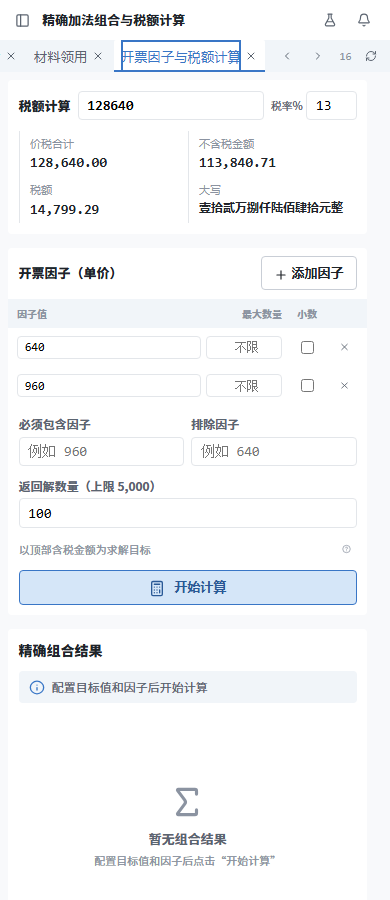 精确加法组合与税额计算
材料领用
开票因子与税额计算
16
税额计算 128640 税率% 13
价税合计 不含税金额
128,640.00 113,840.71
税额 大写
14,799.29 壹拾贰万捌仟陆佰肆拾元整
开票因子（单价） 添加因子
因子值 最大数量 小数
640 不限
960 不限
必须包含因子 排除因子
例如 960 例如 640
返回解数量（上限 5,000）
100
以顶部含税金额为求解目标
开始计算
精确组合结果
配置目标值和因子后开始计算
暂无组合结果
配置目标值和因子后点击“开始计算”